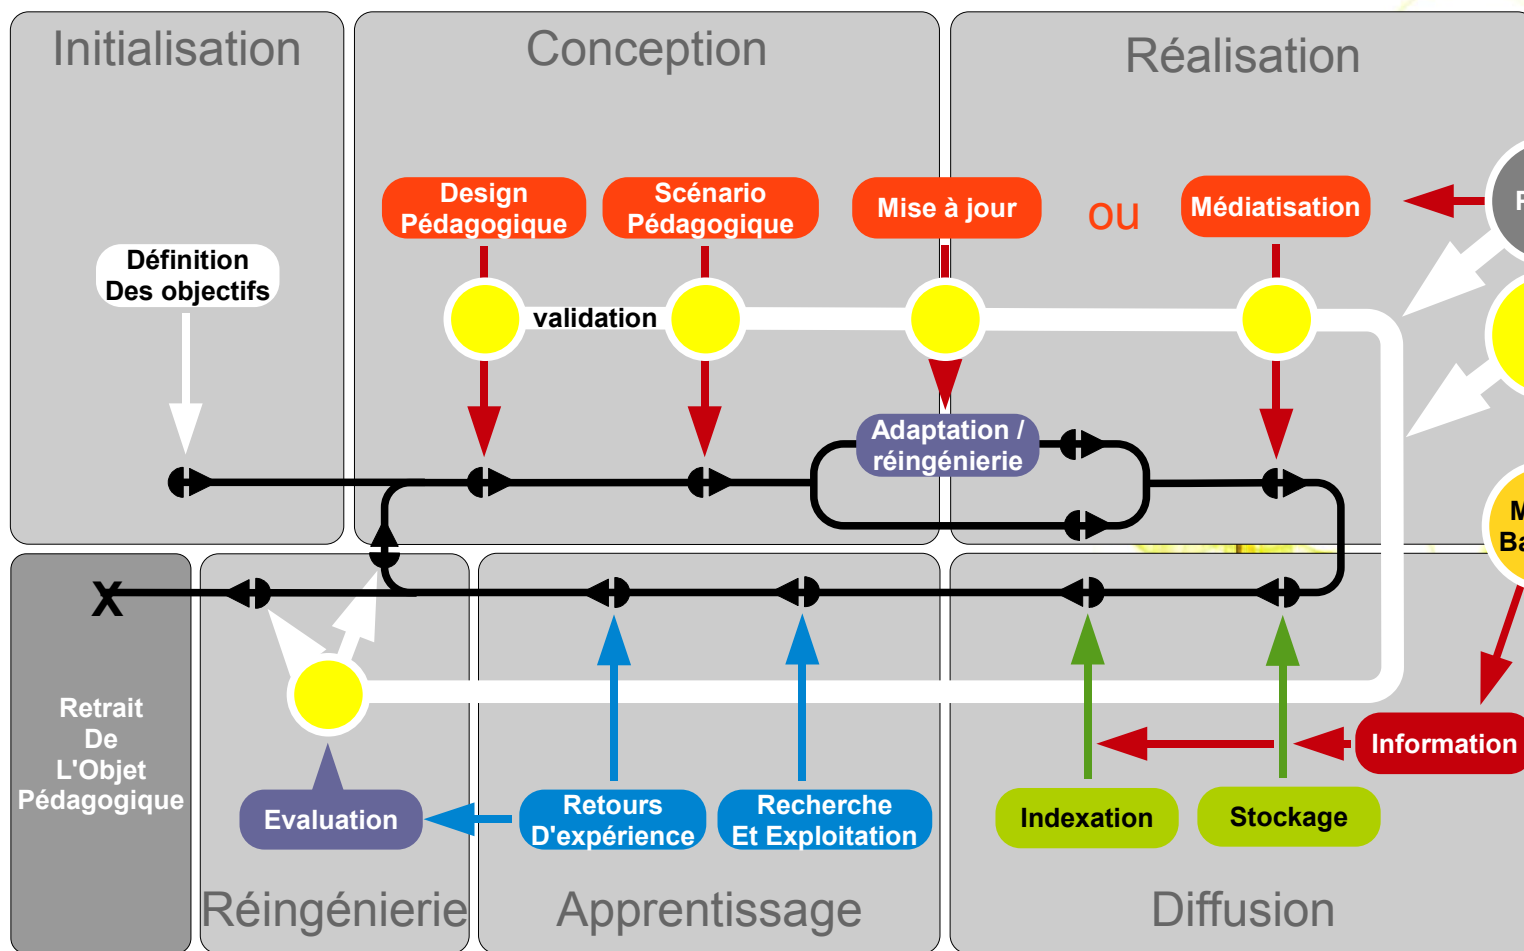 Initialisation
Conception
Réalisation
Design
Pédagogique
Scénario
Pédagogique
Mise à jour
ou
Médiatisation
Définition
Des objectifs
validation
Adaptation /
réingénierie
X
Retrait
De
L'Objet
Pédagogique
Information
Evaluation
Retours
D'expérience
Recherche
Et Exploitation
Indexation
Stockage
Réingénierie
Apprentissage
Diffusion